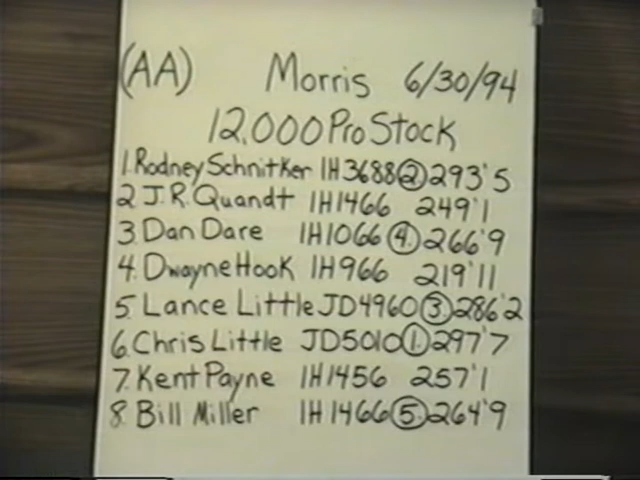 (AA) Morris 6/30/94
12,000 Pro Stock
1. Rodney Schnitker IH3688 ② 293'5
2. J.R. Quandt IH1466 249'1
3. Dan Dare IH1066 ④ 266'9
4. Dwayne Hook IH966 219'11
5. Lance Little JD4960 ③ 286'2
6. Chris Little JD5010 ① 297'7
7. Kent Payne IH1456 257'1
8. Bill Miller IH1466 ⑤ 264'9